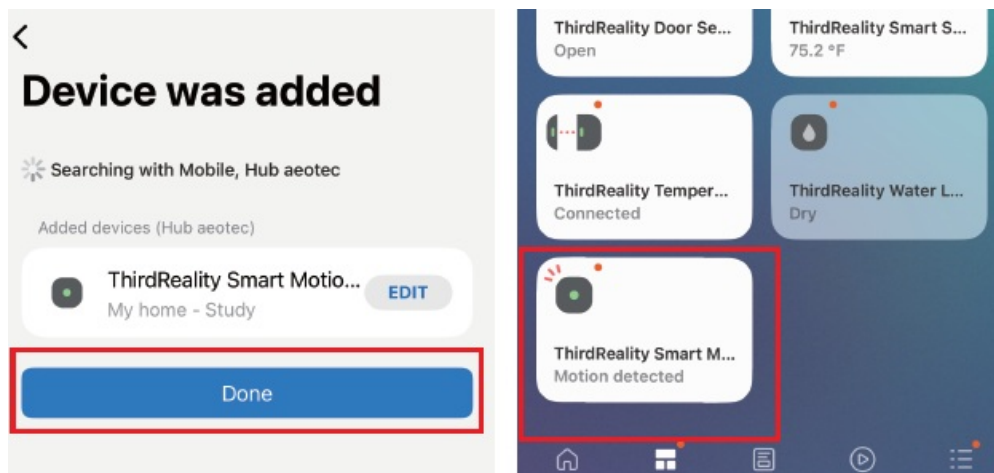 Device was added
Searching with Mobile, Hub aeotec
Added devices (Hub aeotec)
ThirdReality Smart Motio...
EDIT
My home - Study
Done
ThirdReality Door Se...
Open
ThirdReality Smart S...
75.2 °F
ThirdReality Temper...
Connected
ThirdReality Water L...
Dry
ThirdReality Smart M...
Motion detected